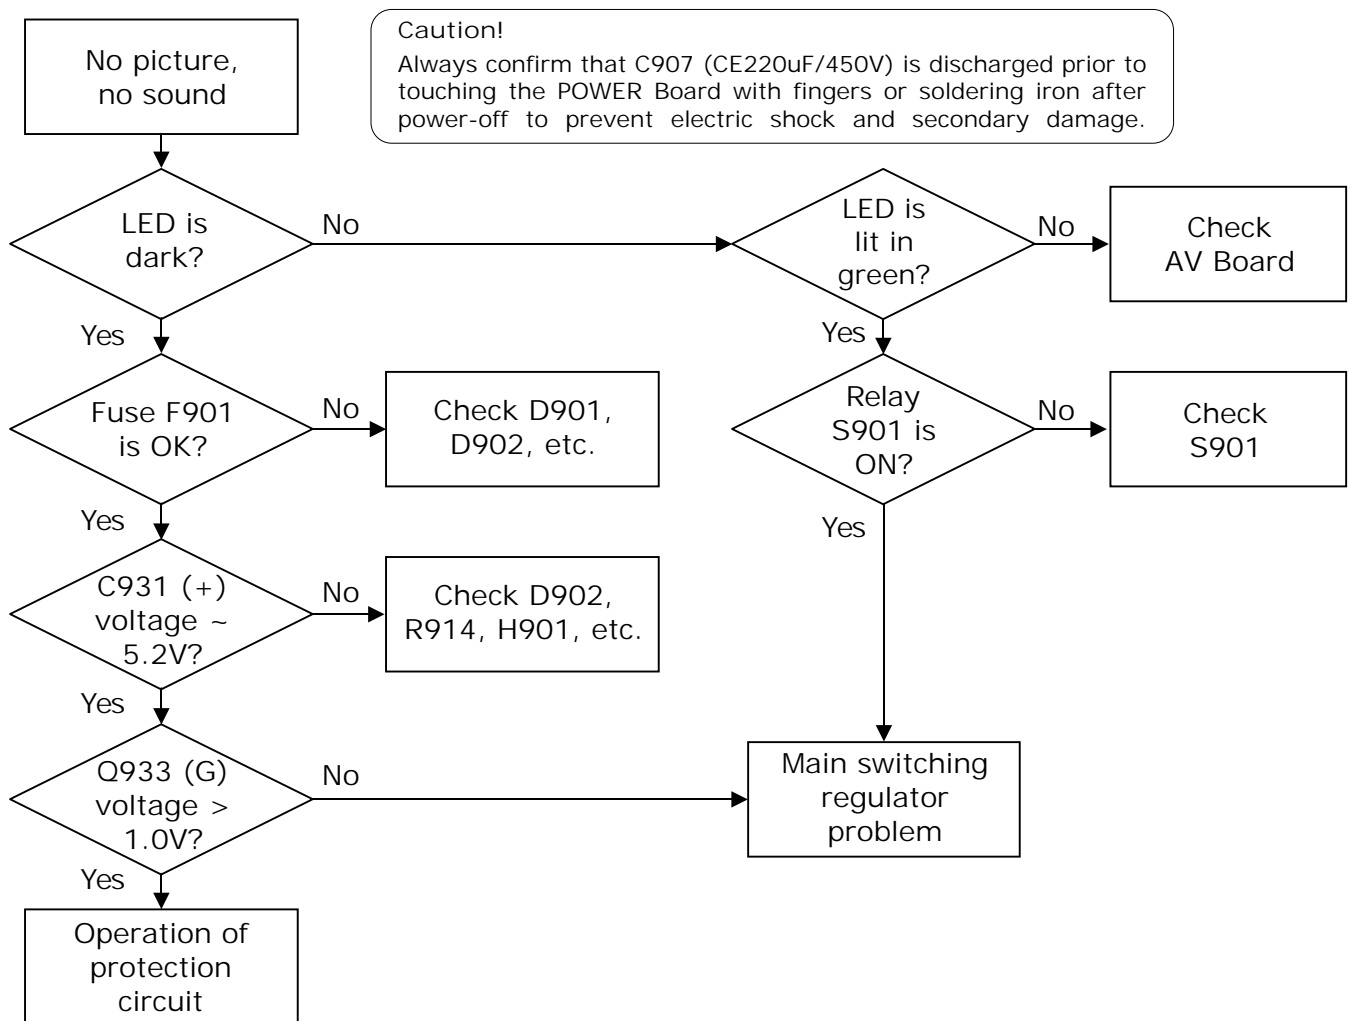 No picture,
no sound
Caution!
Always confirm that C907 (CE220uF/450V) is discharged prior to
touching the POWER Board with fingers or soldering iron after
power-off to prevent electric shock and secondary damage.
LED is
dark?
No
LED is
lit in
green?
No
Check
AV Board
Yes
Yes
Fuse F901
is OK?
No
Check D901,
D902, etc.
Relay
S901 is
ON?
No
Check
S901
Yes
Yes
C931 (+)
voltage ~
5.2V?
No
Check D902,
R914, H901, etc.
Yes
Q933 (G)
voltage >
1.0V?
No
Main switching
regulator
problem
Yes
Operation of
protection
circuit